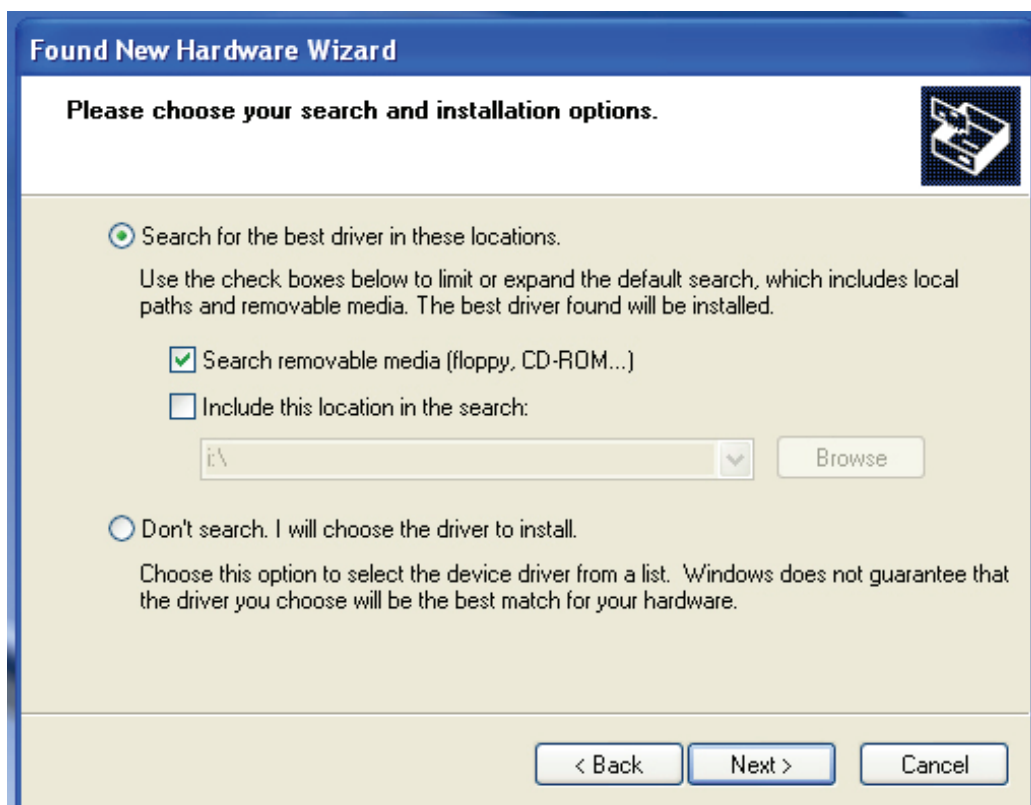 Found New Hardware Wizard
Please choose your search and installation options.
Search for the best driver in these locations.
Use the check boxes below to limit or expand the default search, which includes local
paths and removable media. The best driver found will be installed.
Search removable media (floppy, CD-ROM...)
Include this location in the search:
i:\
Browse
Don't search. I will choose the driver to install.
Choose this option to select the device driver from a list. Windows does not guarantee that
the driver you choose will be the best match for your hardware.
< Back
Next >
Cancel